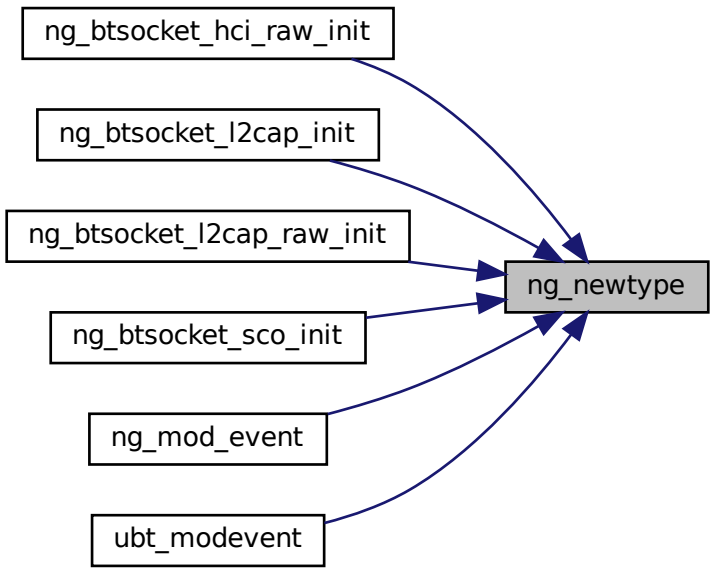 ng_btsocket_hci_raw_init
ng_btsocket_l2cap_init
ng_btsocket_l2cap_raw_init
ng_newtype
ng_btsocket_sco_init
ng_mod_event
ubt_modevent